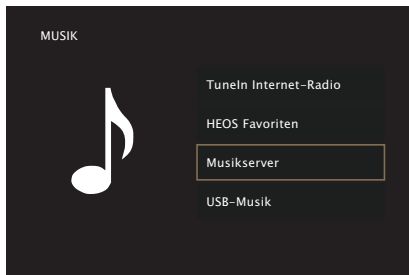 MUSIK
TuneIn Internet-Radio
HEOS Favoriten
Musikserver
USB-Musik